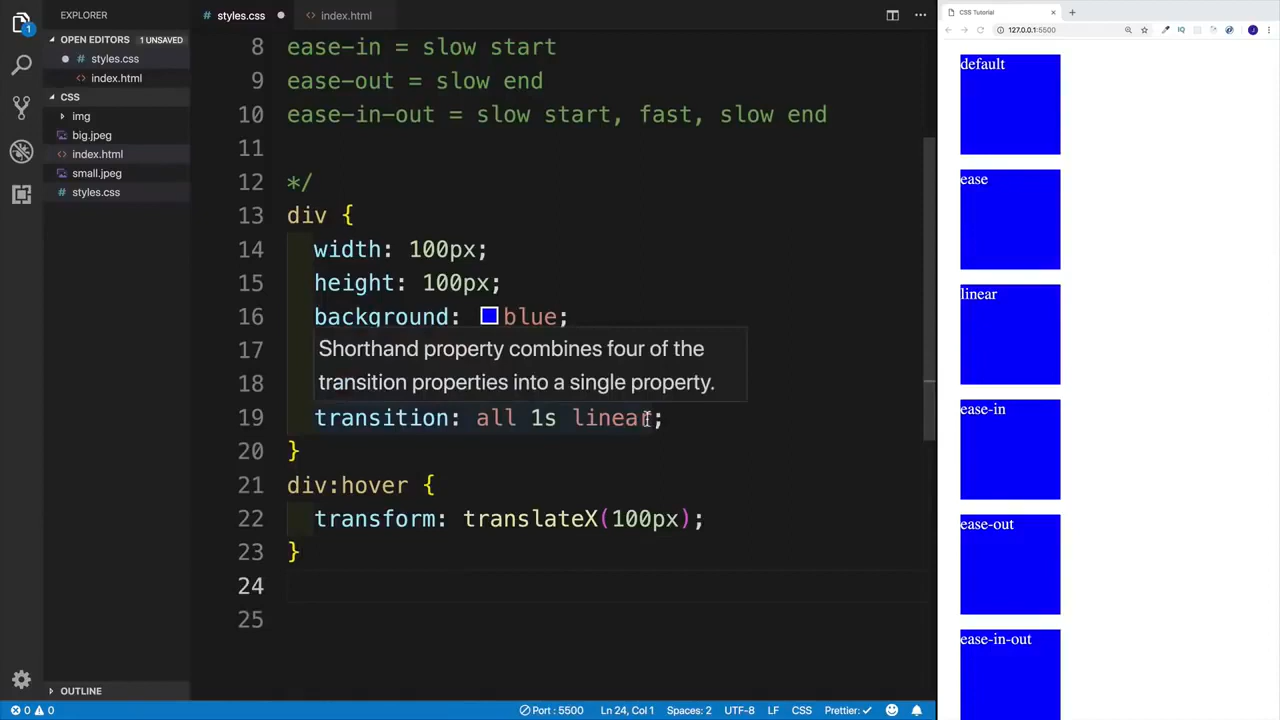 EXPLORER
OPEN EDITORS 1 UNSAVED
styles.css
index.html
CSS
img
big.jpeg
index.html
small.jpeg
styles.css
OUTLINE
1
styles.css
index.html
8 ease-in = slow start
9 ease-out = slow end
10 ease-in-out = slow start, fast, slow end
11
12 */
13 div {
14 width: 100px;
15 height: 100px;
16 background: blue;
17
Shorthand property combines four of the
18
transition properties into a single property.
19 transition: all 1s linear;
20 }
21 div:hover {
22 transform: translateX(100px);
23 }
24
25
0 0 Port : 5500 Ln 24, Col 1 Spaces: 2 UTF-8 LF CSS Prettier: ✓
CSS Tutorial
127.0.0.1:5500
IQ
J
default
ease
linear
ease-in
ease-out
ease-in-out